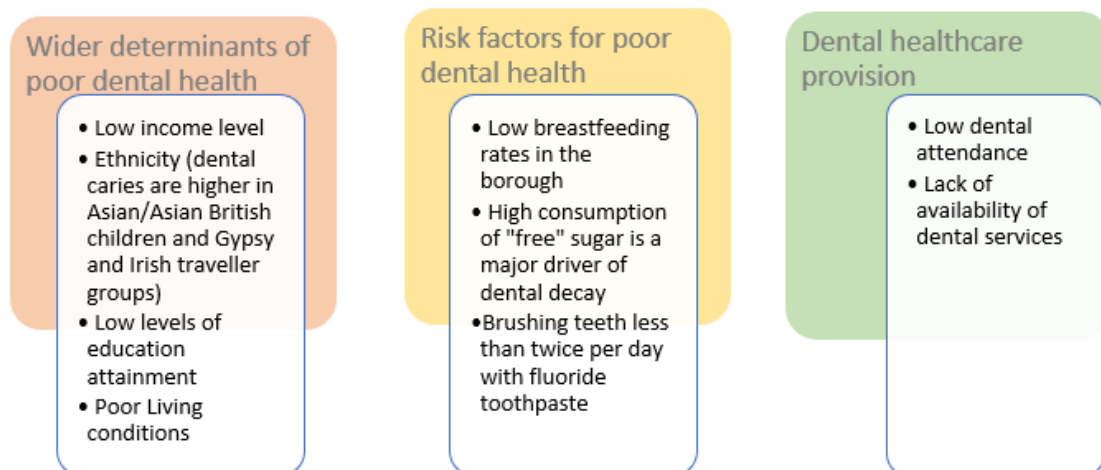 Wider determinants of
poor dental health
• Low income level
• Ethnicity (dental
caries are higher in
Asian/Asian British
children and Gypsy
and Irish traveller
groups)
• Low levels of
education
attainment
• Poor Living
conditions
Risk factors for poor
dental health
• Low breastfeeding
rates in the
borough
• High consumption
of "free" sugar is a
major driver of
dental decay
•Brushing teeth less
than twice per day
with fluoride
toothpaste
Dental healthcare
provision
• Low dental
attendance
• Lack of
availability of
dental services